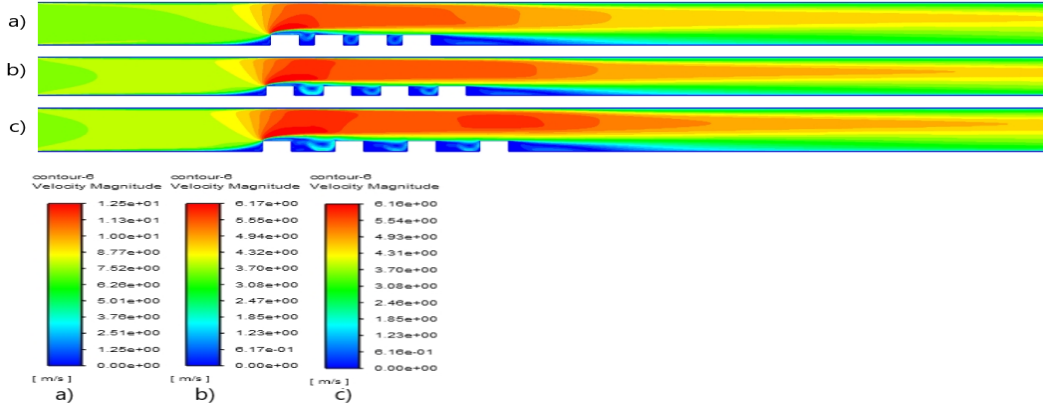 a)
b)
c)
contour-6 contour-6 contour-6
Velocity Magnitude Velocity Magnitude Velocity Magnitude
1.25e+01 6.17e+00 6.16e+00
1.13e+01 5.55e+00 5.54e+00
1.00e+01 4.94e+00 4.93e+00
8.77e+00 4.32e+00 4.31e+00
7.52e+00 3.70e+00 3.70e+00
6.26e+00 3.08e+00 3.08e+00
5.01e+00 2.47e+00 2.46e+00
3.76e+00 1.85e+00 1.85e+00
2.51e+00 1.23e+00 1.23e+00
1.25e+00 6.17e-01 6.16e-01
0.00e+00 0.00e+00 0.00e+00
[ m/s ] [ m/s ] [ m/s ]
a) b) c)